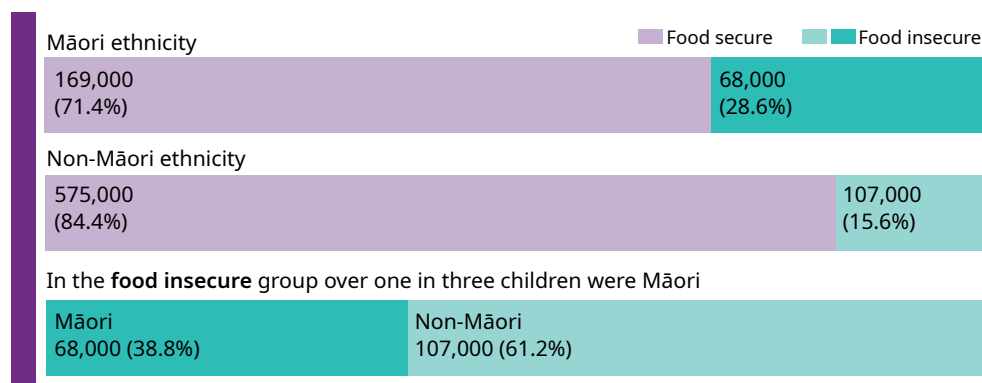 Māori ethnicity
Food secure
Food insecure
169,000
(71.4%)
68,000
(28.6%)
Non-Māori ethnicity
575,000
(84.4%)
107,000
(15.6%)
In the food insecure group over one in three children were Māori
Māori
68,000 (38.8%)
Non-Māori
107,000 (61.2%)